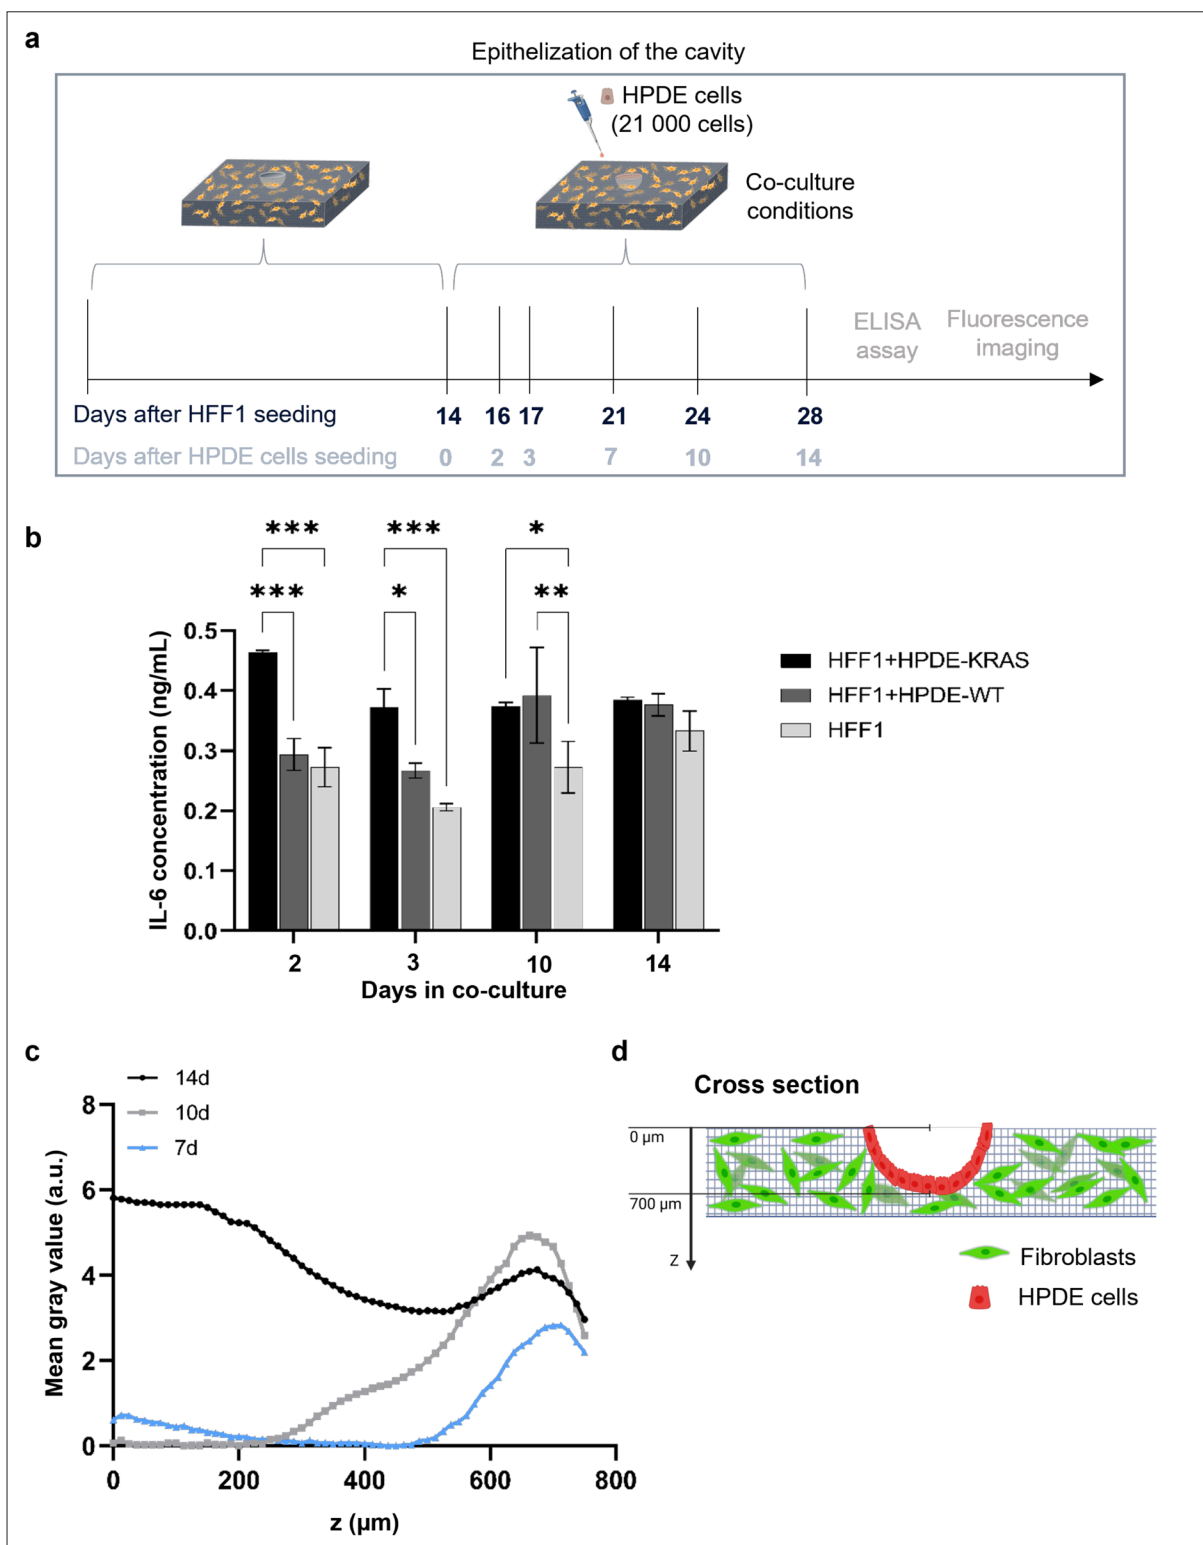 a
Epithelization of the cavity
HPDE cells
(21 000 cells)
Co-culture
conditions
ELISA
assay
Fluorescence
imaging
Days after HFF1 seeding 14 16 17 21 24 28
Days after HPDE cells seeding 0 2 3 7 10 14
b
*** *** *
*** * **
IL-6 concentration (ng/mL)
0.5
0.4
0.3
0.2
0.1
0.0
2 3 10 14
Days in co-culture
HFF1+HPDE-KRAS
HFF1+HPDE-WT
HFF1
c
14d
10d
7d
Mean gray value (a.u.)
8
6
4
2
0
0 200 400 600 800
z (µm)
d
Cross section
0 µm
700 µm
z
Fibroblasts
HPDE cells